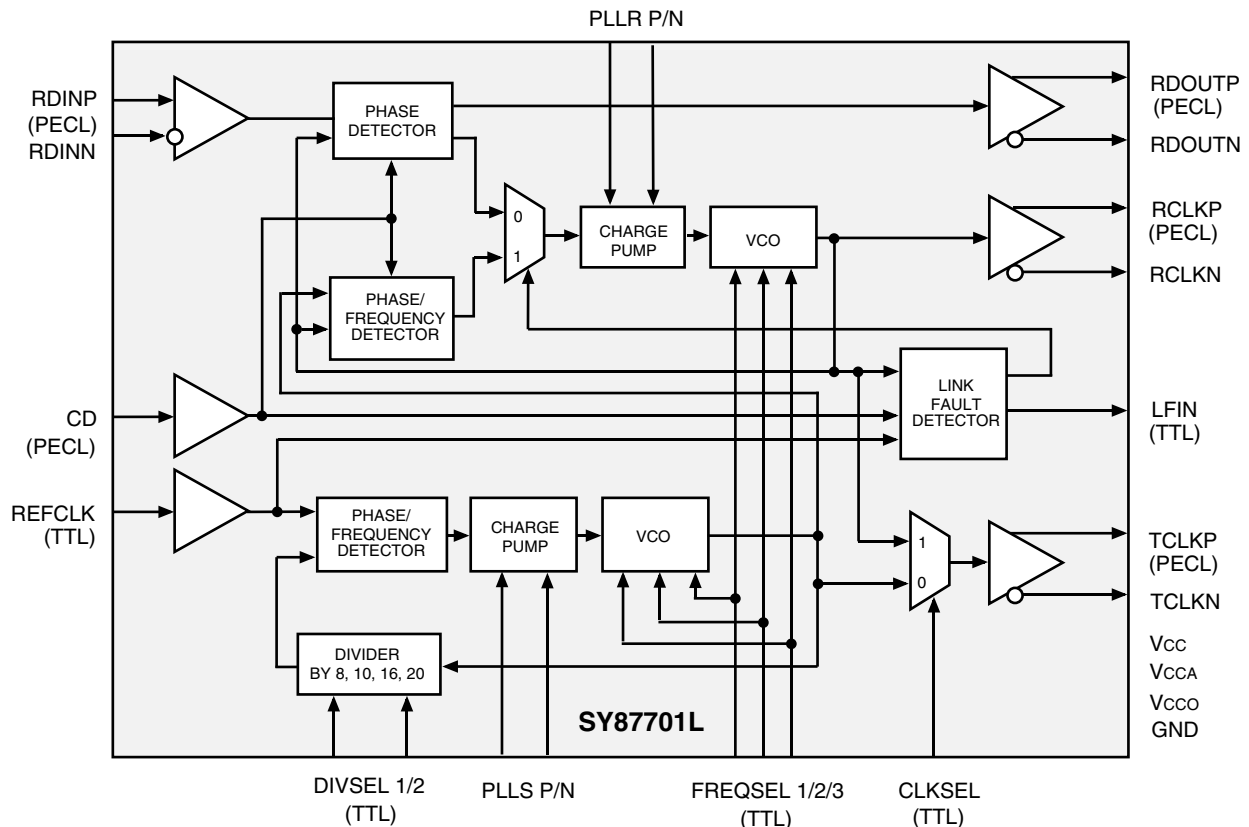 PLLR P/N
RDINP
(PECL)
RDINN
PHASE
DETECTOR
RDOUTP
(PECL)
RDOUTN
0
1
CHARGE
PUMP
VCO
RCLKP
(PECL)
RCLKN
PHASE/
FREQUENCY
DETECTOR
CD
(PECL)
LINK
FAULT
DETECTOR
LFIN
(TTL)
REFCLK
(TTL)
PHASE/
FREQUENCY
DETECTOR
CHARGE
PUMP
VCO
1
0
TCLKP
(PECL)
TCLKN
DIVIDER
BY 8, 10, 16, 20
SY87701L
VCC
VCCA
VCCO
GND
DIVSEL 1/2
(TTL)
PLLS P/N
FREQSEL 1/2/3
(TTL)
CLKSEL
(TTL)